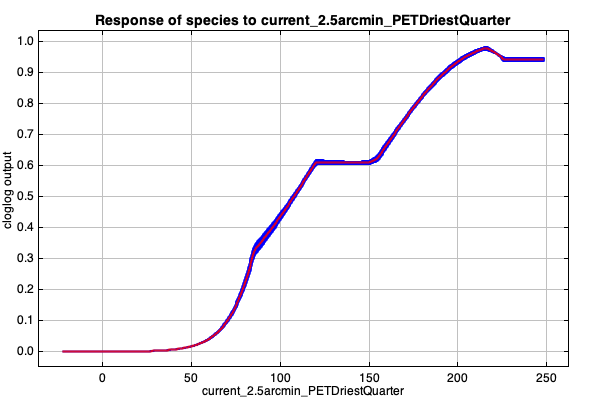 Response of species to current_2.5arcmin_PETDriestQuarter
1.0
0.9
0.8
0.7
0.6
0.5
0.4
0.3
0.2
0.1
0.0
cloglog output
0 50 100 150 200 250
current_2.5arcmin_PETDriestQuarter